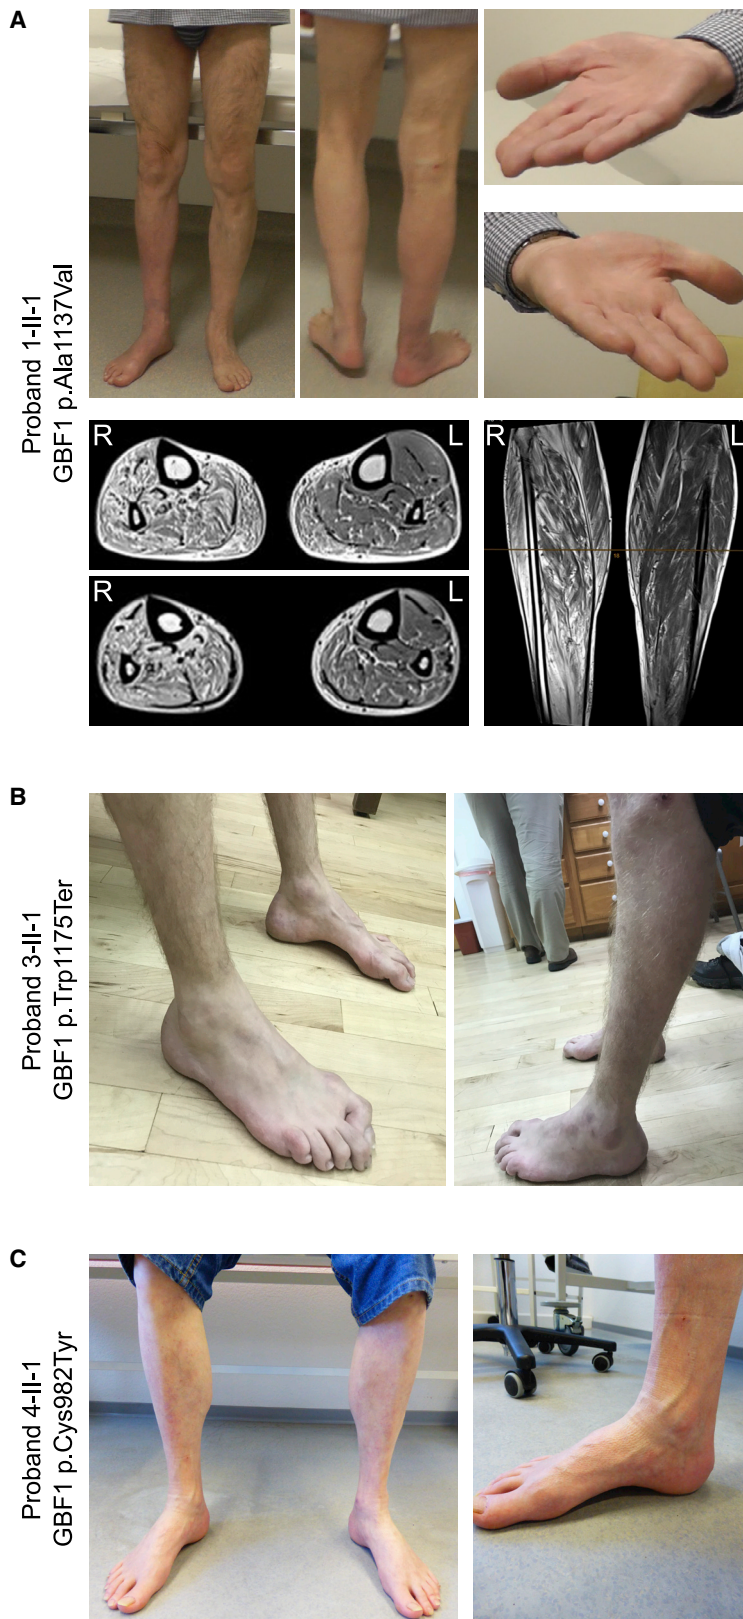 A
Proband 1-II-1
GBF1 p.Ala1137Val
R
L
R
L
R
L
B
Proband 3-II-1
GBF1 p.Trp1175Ter
C
Proband 4-II-1
GBF1 p.Cys982Tyr